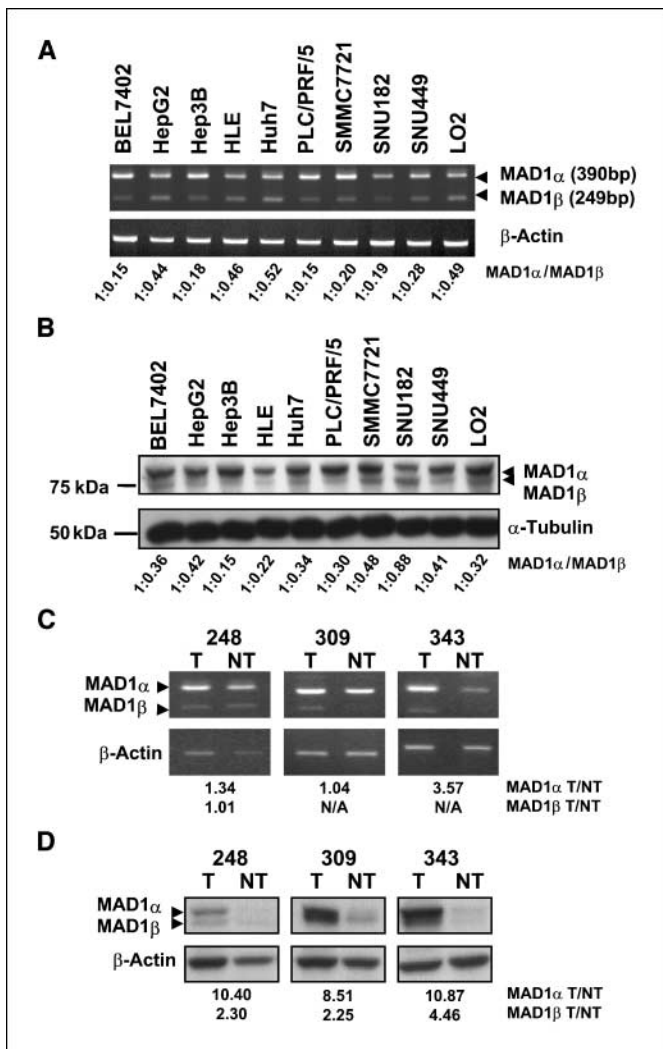 A
BEL7402 HepG2 Hep3B HLE Huh7 PLC/PRF/5 SMMC7721 SNU182 SNU449 LO2
MAD1α (390bp)
MAD1β (249bp)
β-Actin
1:0.15 1:0.44 1:0.18 1:0.46 1:0.52 1:0.15 1:0.20 1:0.19 1:0.28 1:0.49 MAD1α/MAD1β
B
BEL7402 HepG2 Hep3B HLE Huh7 PLC/PRF/5 SMMC7721 SNU182 SNU449 LO2
MAD1α
75 kDa MAD1β
50 kDa α-Tubulin
1:0.36 1:0.42 1:0.15 1:0.22 1:0.34 1:0.30 1:0.48 1:0.88 1:0.41 1:0.32 MAD1α/MAD1β
C
248 309 343
T NT T NT T NT
MAD1α
MAD1β
β-Actin
1.34 1.04 3.57 MAD1α T/NT
1.01 N/A N/A MAD1β T/NT
D
248 309 343
T NT T NT T NT
MAD1α
MAD1β
β-Actin
10.40 8.51 10.87 MAD1α T/NT
2.30 2.25 4.46 MAD1β T/NT